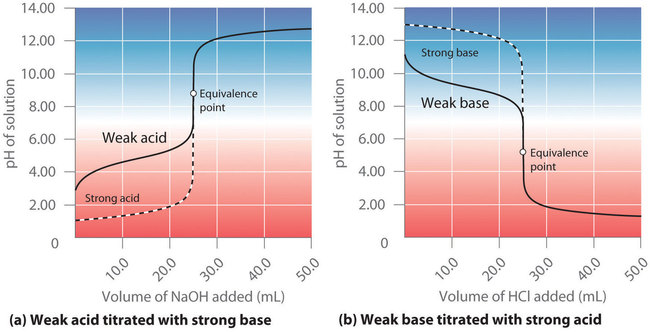 (a)
14.00
12.00
10.00
8.00
6.00
4.00
2.00
0
pH of solution
Weak acid
Strong acid
Equivalence
point
10.0
20.0
30.0
40.0
50.0
Volume of NaOH added (mL)
(a) Weak acid titrated with strong base
(b)
14.00
12.00
10.00
8.00
6.00
4.00
2.00
0
pH of solution
Strong base
Weak base
Equivalence
point
10.0
20.0
30.0
40.0
50.0
Volume of HCl added (mL)
(b) Weak base titrated with strong acid